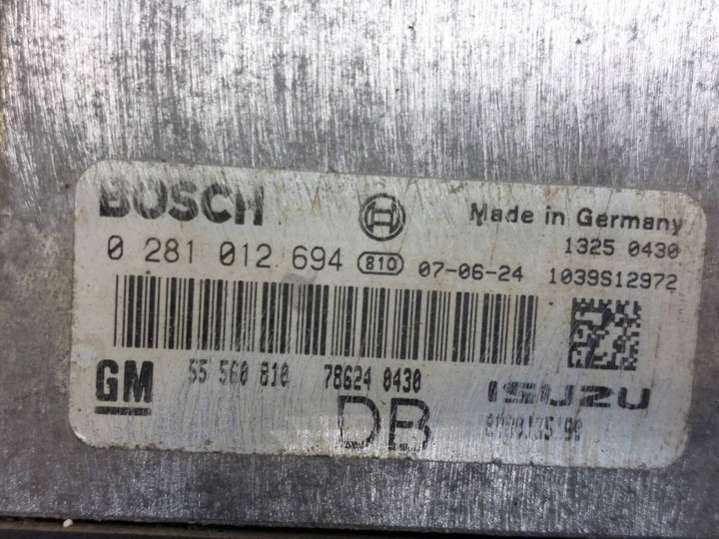 BOSCH Made in Germany
1325 0430
0 281 012 694 810 07-06-24 1039S12972
GM 55 560 810 78624 0430 ISUZU
DB